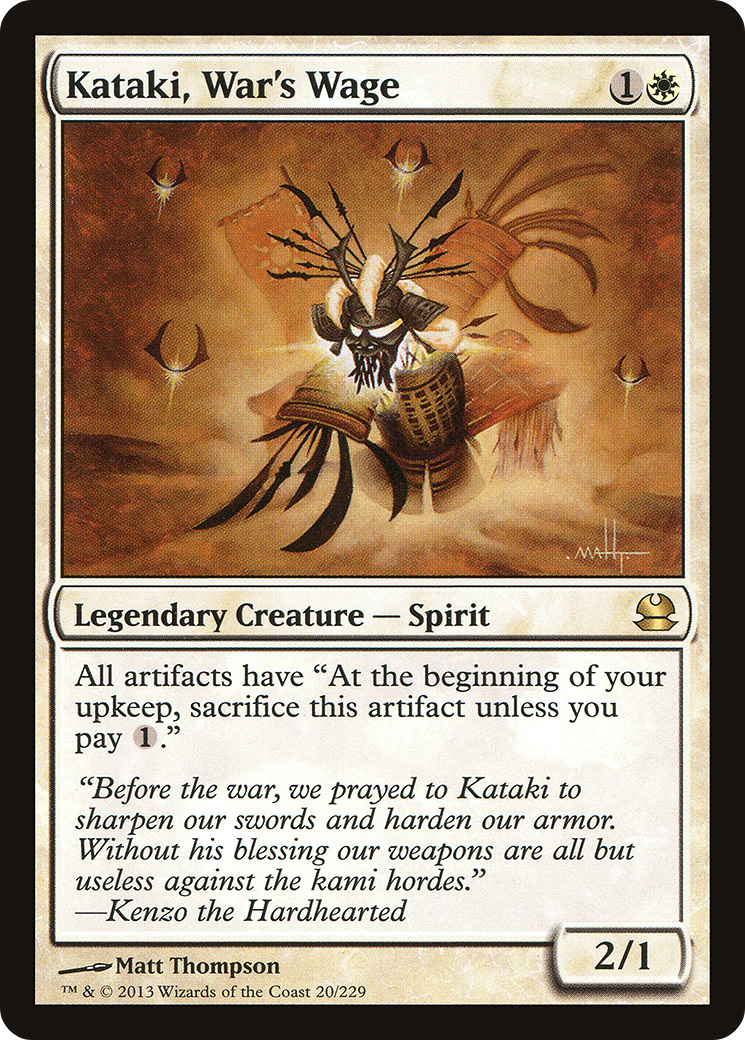 Kataki, War's Wage 1
MATT.
Legendary Creature — Spirit
All artifacts have “At the beginning of your
upkeep, sacrifice this artifact unless you
pay 1.”
“Before the war, we prayed to Kataki to
sharpen our swords and harden our armor.
Without his blessing our weapons are all but
useless against the kami hordes.”
—Kenzo the Hardhearted
2/1
Matt Thompson
™ & © 2013 Wizards of the Coast 20/229